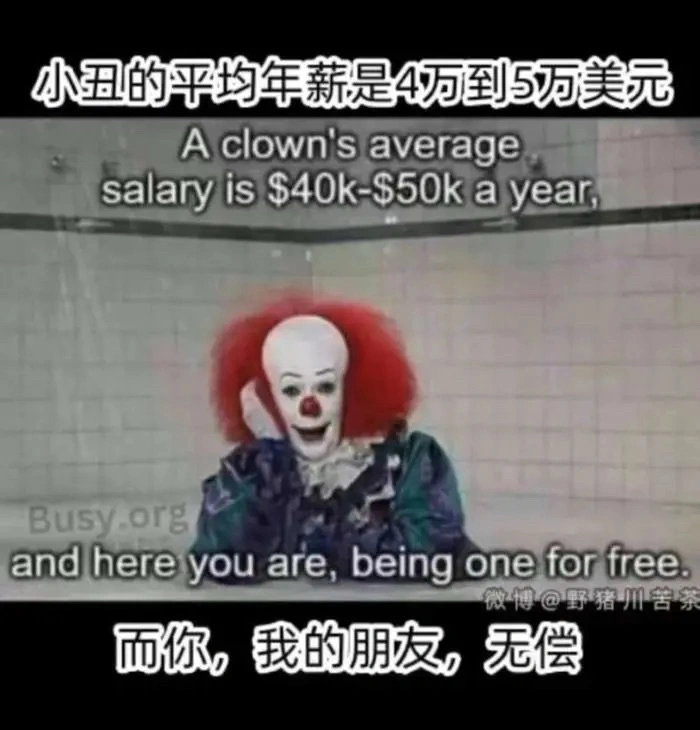 小丑的平均年薪是4万到5万美元
A clown's average
salary is $40k-$50k a year,
Busy.org
and here you are, being one for free.
微博@野猪川苦茶
而你，我的朋友，无偿